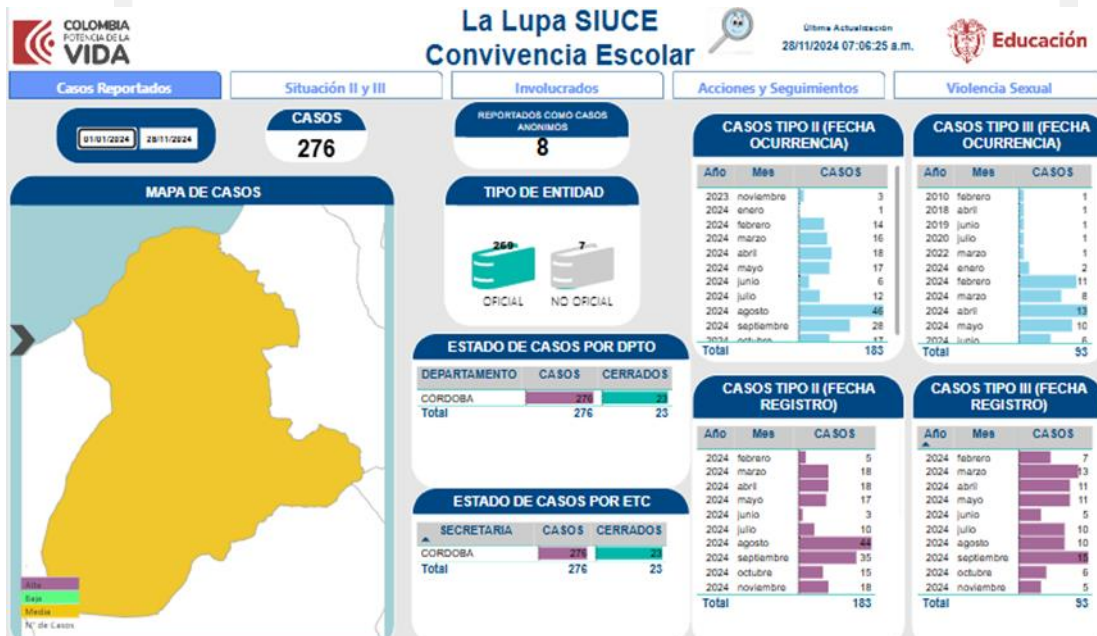 COLOMBIA
POTENCIA DE LA
VIDA
La Lupa SIUCE
Convivencia Escolar
Última Actualización
28/11/2024 07:06:25 a.m.
Educación
Casos Reportados
Situación II y III
Involucrados
Acciones y Seguimientos
Violencia Sexual
01/01/2024 28/11/2024
CASOS
276
REPORTADOS COMO CASOS
ANONIMOS
8
MAPA DE CASOS
Alta
Baja
Media
N° de Casos
TIPO DE ENTIDAD
269 7
OFICIAL NO OFICIAL
ESTADO DE CASOS POR DPTO
DEPARTAMENTO CASOS CERRADOS
CORDOBA 276 23
Total 276 23
ESTADO DE CASOS POR ETC
SECRETARIA CASOS CERRADOS
CORDOBA 276 23
Total 276 23
CASOS TIPO II (FECHA
OCURRENCIA)
Año Mes CASOS
2023 noviembre 3
2024 enero 1
2024 febrero 14
2024 marzo 16
2024 abril 18
2024 mayo 17
2024 junio 6
2024 julio 12
2024 agosto 46
2024 septiembre 28
2024 octubre 17
Total 183
CASOS TIPO III (FECHA
OCURRENCIA)
Año Mes CASOS
2010 febrero 1
2018 abril 1
2019 junio 1
2020 julio 1
2022 marzo 1
2024 enero 2
2024 febrero 11
2024 marzo 8
2024 abril 13
2024 mayo 10
2024 junio 6
Total 93
CASOS TIPO II (FECHA
REGISTRO)
Año Mes CASOS
2024 febrero 5
2024 marzo 18
2024 abril 18
2024 mayo 17
2024 junio 3
2024 julio 10
2024 agosto 44
2024 septiembre 35
2024 octubre 15
2024 noviembre 18
Total 183
CASOS TIPO III (FECHA
REGISTRO)
Año Mes CASOS
2024 febrero 7
2024 marzo 13
2024 abril 11
2024 mayo 11
2024 junio 5
2024 julio 10
2024 agosto 10
2024 septiembre 15
2024 octubre 6
2024 noviembre 5
Total 93